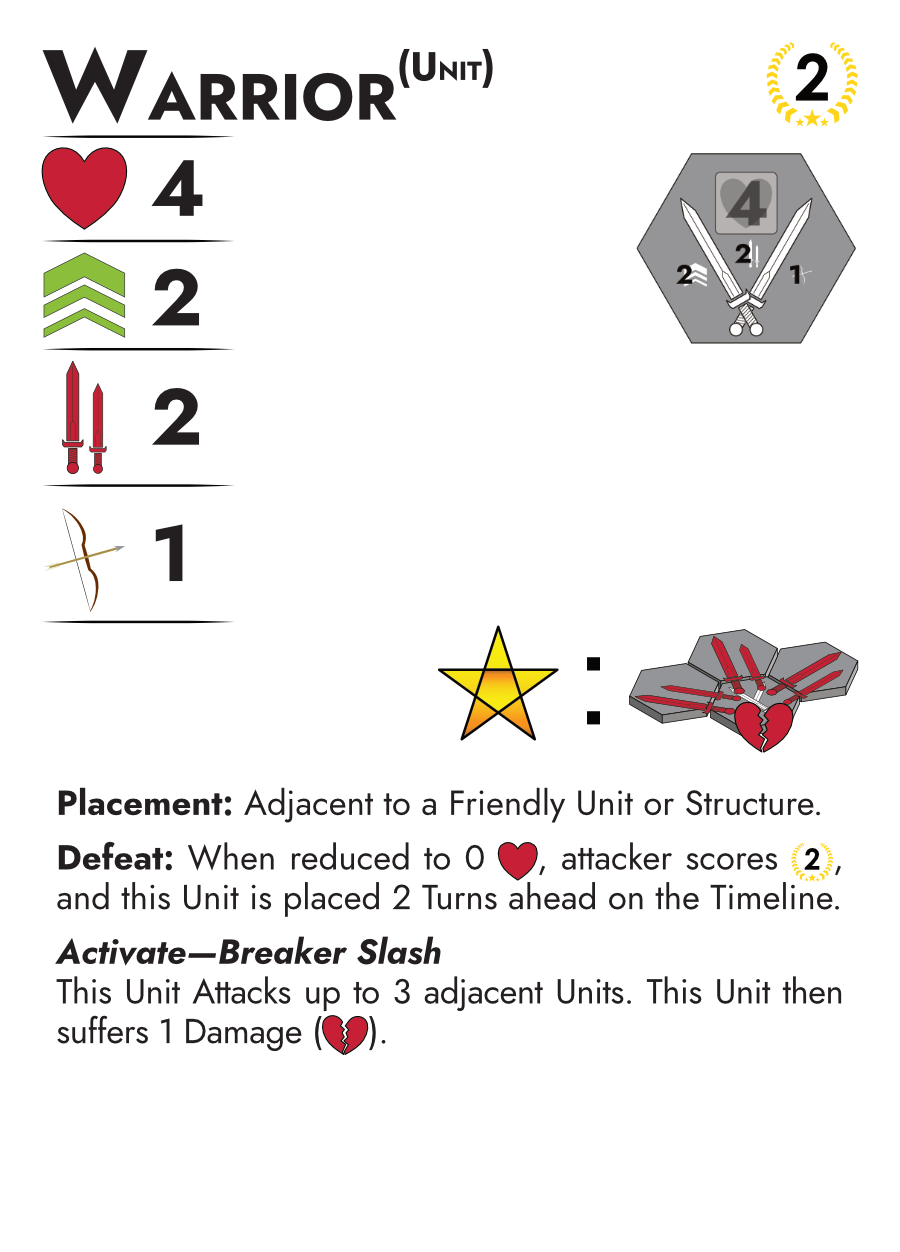 WARRIOR (UNIT)
2
4
4
2
2 2 1
2
1
:
Placement: Adjacent to a Friendly Unit or Structure.
Defeat: When reduced to 0 , attacker scores 2,
and this Unit is placed 2 Turns ahead on the Timeline.
Activate—Breaker Slash
This Unit Attacks up to 3 adjacent Units. This Unit then
suffers 1 Damage ( ).